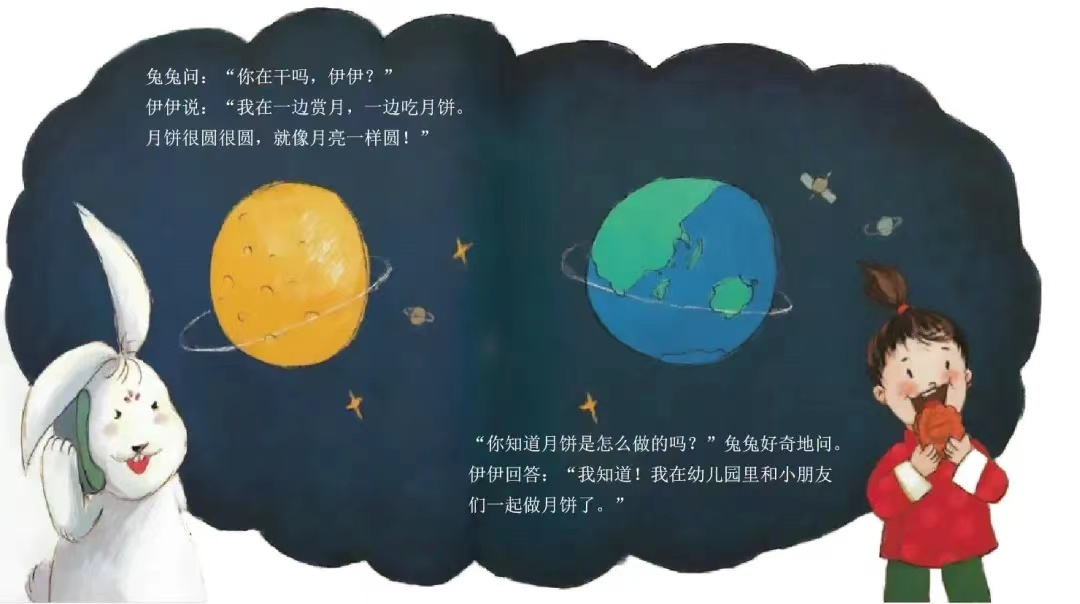 兔兔问：“你在干吗，伊伊？”
伊伊说：“我在一边赏月，一边吃月饼。
月饼很圆很圆，就像月亮一样圆！”
“你知道月饼是怎么做的吗？”兔兔好奇地问。
伊伊回答：“我知道！我在幼儿园里和小朋友
们一起做月饼了。”